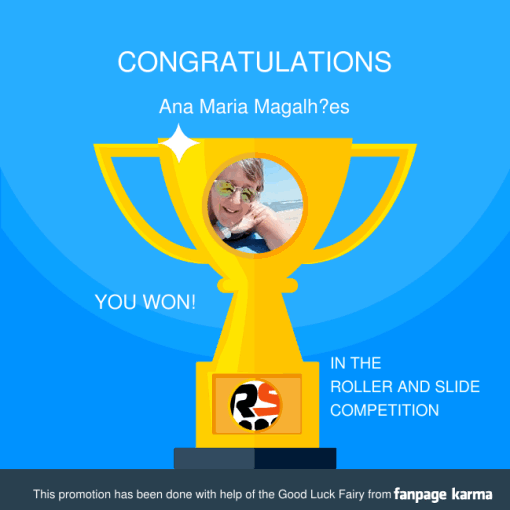 CONGRATULATIONS
Ana Maria Magalh?es
YOU WON!
IN THE
ROLLER AND SLIDE
COMPETITION
RS
This promotion has been done with help of the Good Luck Fairy from fanpage karma